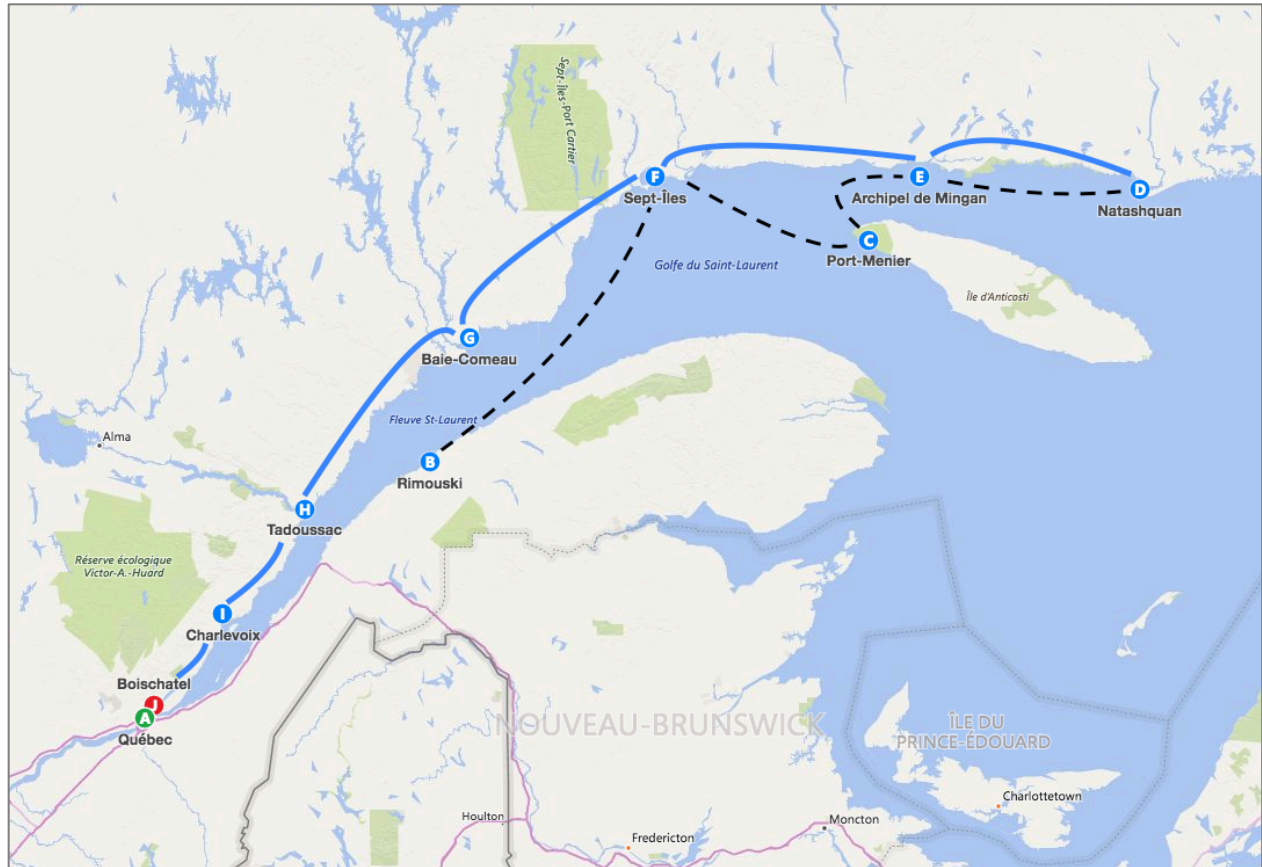 Sept-Îles-Port Cartier
F
Sept-Îles
E
Archipel de Mingan
D
Natashquan
C
Port-Menier
Golfe du Saint-Laurent
Île d'Anticosti
G
Baie-Comeau
Fleuve St-Laurent
Alma
B
Rimouski
H
Tadoussac
Réserve écologique
Victor-A.-Huard
I
Charlevoix
Boischatel
J
A
Québec
NOUVEAU-BRUNSWICK
ÎLE DU
PRINCE-ÉDOUARD
Charlottetown
Houlton
Fredericton
Moncton